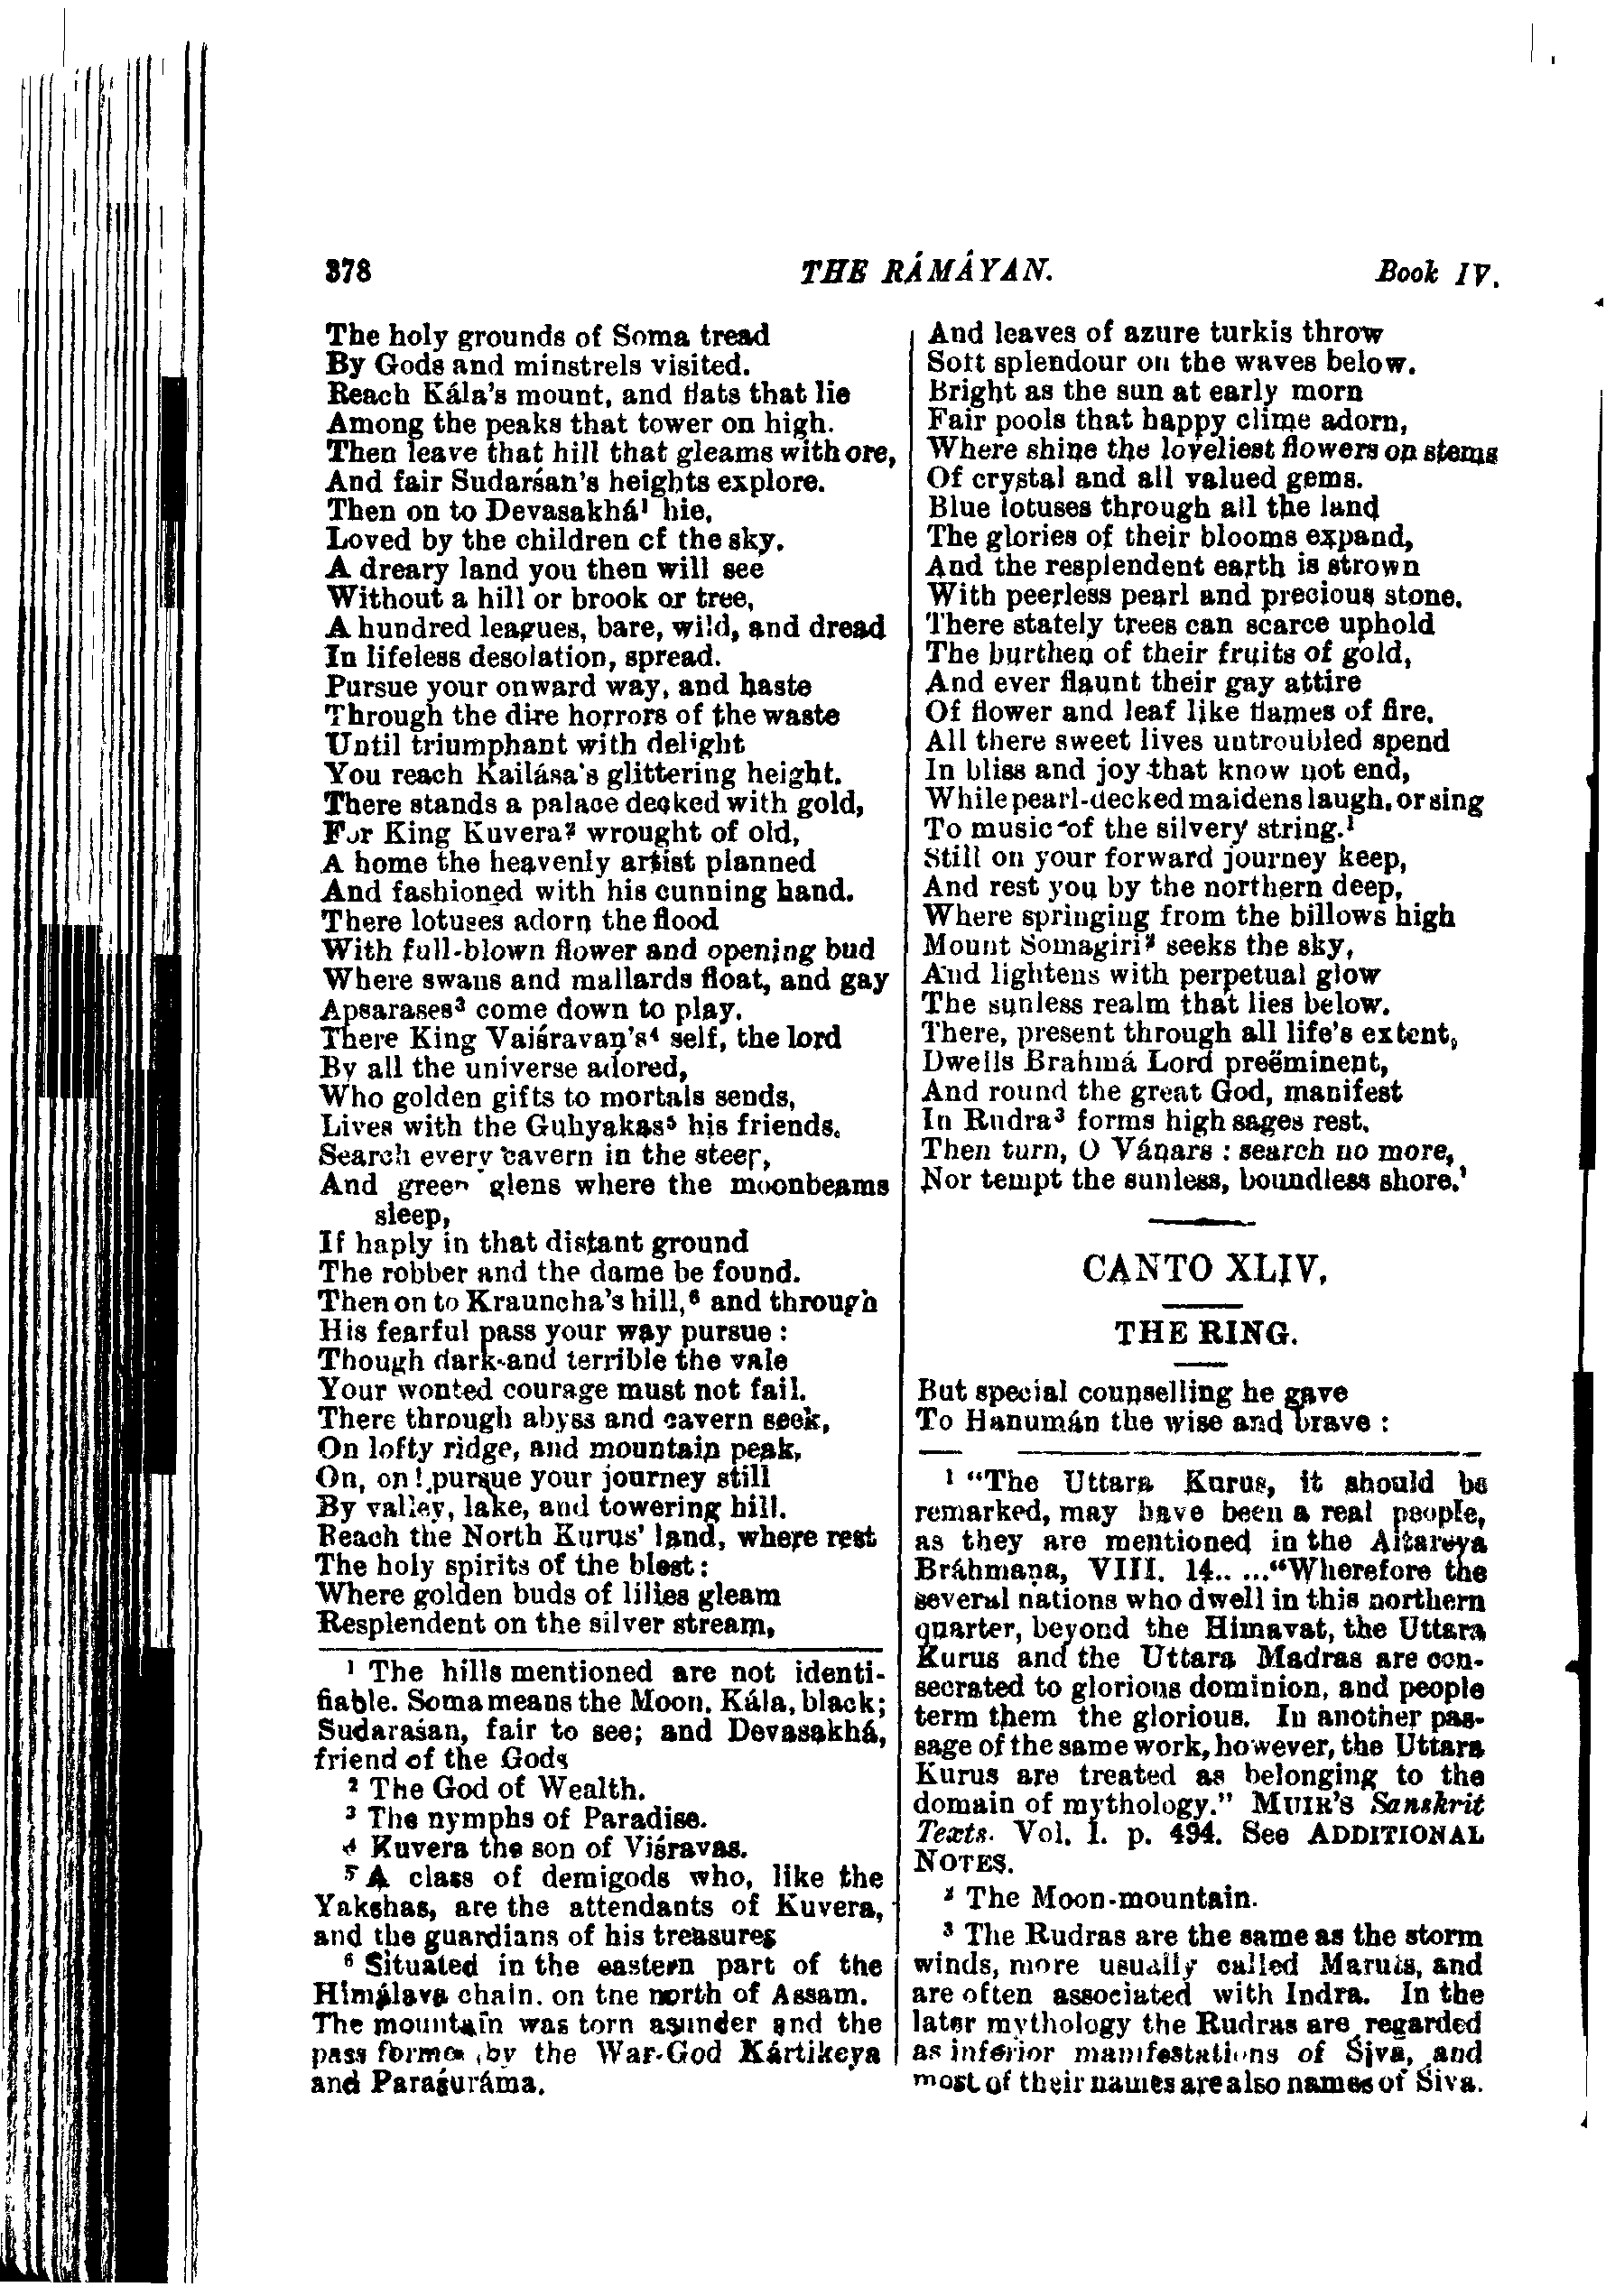 378 THE RÁMÁYAN. Book IV.
The holy grounds of Soma tread
By Gods and minstrels visited.
Reach Kála's mount, and flats that lie
Among the peaks that tower on high.
Then leave that hill that gleams with ore,
And fair Sudarśan's heights explore.
Then on to Devasakhá¹ hie,
Loved by the children of the sky.
A dreary land you then will see
Without a hill or brook or tree,
A hundred leagues, bare, wild, and dread
In lifeless desolation, spread.
Pursue your onward way, and haste
Through the dire horrors of the waste
Until triumphant with delight
You reach Kailása's glittering height.
There stands a palace decked with gold,
For King Kuvera² wrought of old,
A home the heavenly artist planned
And fashioned with his cunning hand.
There lotuses adorn the flood
With full-blown flower and opening bud
Where swans and mallards float, and gay
Apsarases³ come down to play.
There King Vaiśravaṇ's⁴ self, the lord
By all the universe adored,
Who golden gifts to mortals sends,
Lives with the Guhyakas⁵ his friends.
Search every cavern in the steep,
And green glens where the moonbeams
sleep,
If haply in that distant ground
The robber and the dame be found.
Then on to Krauncha's hill,⁶ and through
His fearful pass your way pursue :
Though dark and terrible the vale
Your wonted courage must not fail.
There through abyss and cavern seek,
On lofty ridge, and mountain peak,
On, on! pursue your journey still
By valley, lake, and towering hill.
Reach the North Kurus' land, where rest
The holy spirits of the blest :
Where golden buds of lilies gleam
Resplendent on the silver stream,
¹ The hills mentioned are not identi-
fiable. Soma means the Moon, Kála, black;
Sudaraśan, fair to see; and Devasakhá,
friend of the Gods
² The God of Wealth.
³ The nymphs of Paradise.
⁴ Kuvera the son of Viśravas.
⁵ A class of demigods who, like the
Yakshas, are the attendants of Kuvera,
and the guardians of his treasures
⁶ Situated in the eastern part of the
Himálaya chain, on the north of Assam.
The mountain was torn asunder and the
pass formed by the War-God Kártikeya
and Paraśuráma.
And leaves of azure turkis throw
Soft splendour on the waves below.
Bright as the sun at early morn
Fair pools that happy clime adorn,
Where shine the loveliest flowers on stems
Of crystal and all valued gems.
Blue lotuses through all the land
The glories of their blooms expand,
And the resplendent earth is strown
With peerless pearl and precious stone.
There stately trees can scarce uphold
The burthen of their fruits of gold,
And ever flaunt their gay attire
Of flower and leaf like flames of fire.
All there sweet lives untroubled spend
In bliss and joy that know not end,
While pearl-decked maidens laugh, or sing
To music of the silvery string.¹
Still on your forward journey keep,
And rest you by the northern deep,
Where springing from the billows high
Mount Somagiri² seeks the sky,
And lightens with perpetual glow
The sunless realm that lies below.
There, present through all life's extent,
Dwells Brahmá Lord preëminent,
And round the great God, manifest
In Rudra³ forms high sages rest.
Then turn, O Vánars : search no more,
Nor tempt the sunless, boundless shore.'
CANTO XLIV.
THE RING.
But special counselling he gave
To Hanumán the wise and brave :
¹ "The Uttara Kurus, it should be
remarked, may have been a real people,
as they are mentioned in the Aitareya
Bráhmaṇa, VIII. 14.. ..."Wherefore the
several nations who dwell in this northern
quarter, beyond the Himavat, the Uttara
Kurus and the Uttara Madras are con-
secrated to glorious dominion, and people
term them the glorious. In another pas-
sage of the same work, however, the Uttara
Kurus are treated as belonging to the
domain of mythology." MUIR'S Sanskrit
Texts. Vol. I. p. 494. See ADDITIONAL
NOTES.
² The Moon-mountain.
³ The Rudras are the same as the storm
winds, more usually called Maruts, and
are often associated with Indra. In the
later mythology the Rudras are regarded
as inferior manifestations of Śiva, and
most of their names are also names of Śiva.